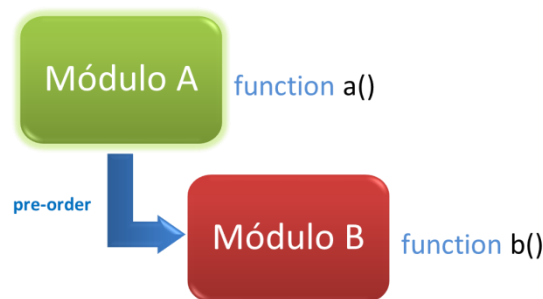 Módulo A
function a()
pre-order
Módulo B
function b()